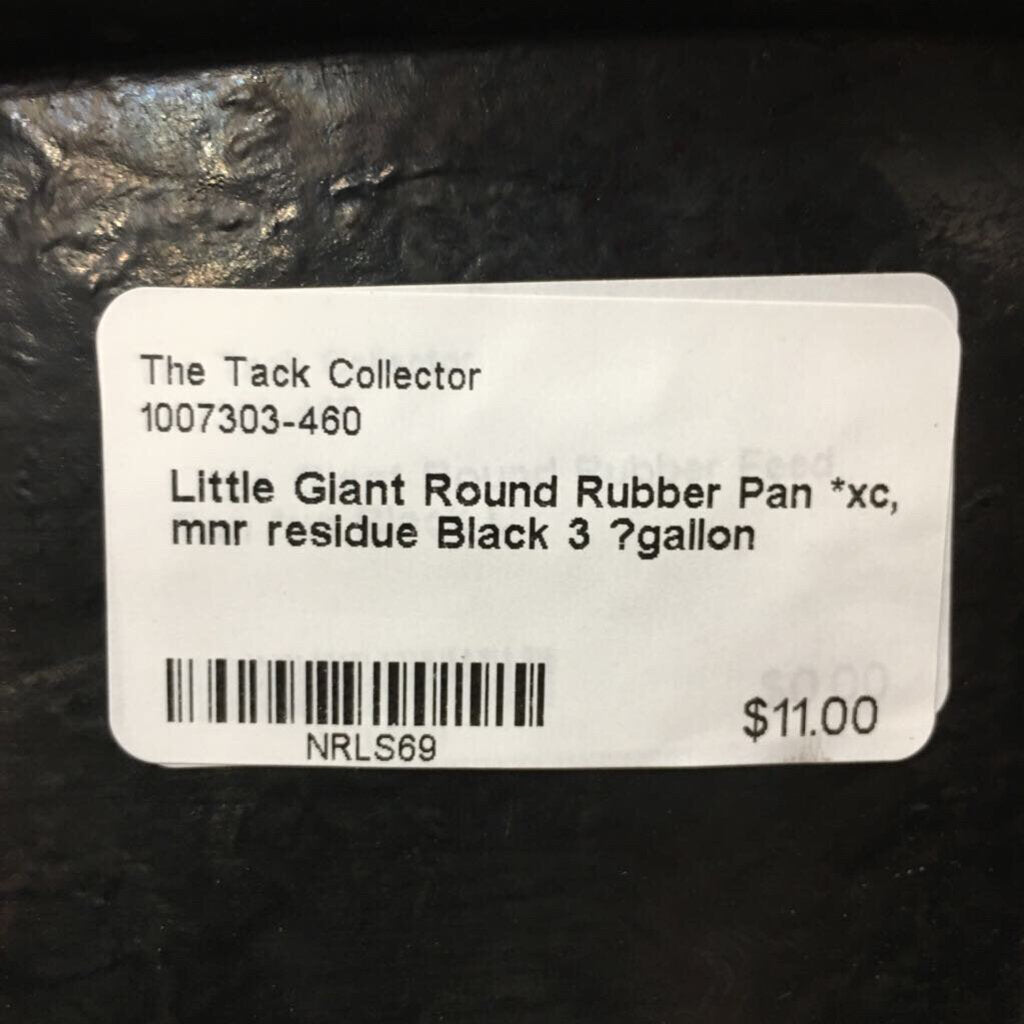 The Tack Collector
1007303-460
Little Giant Round Rubber Pan *xc,
mnr residue Black 3 ?gallon
NRLS69
$11.00